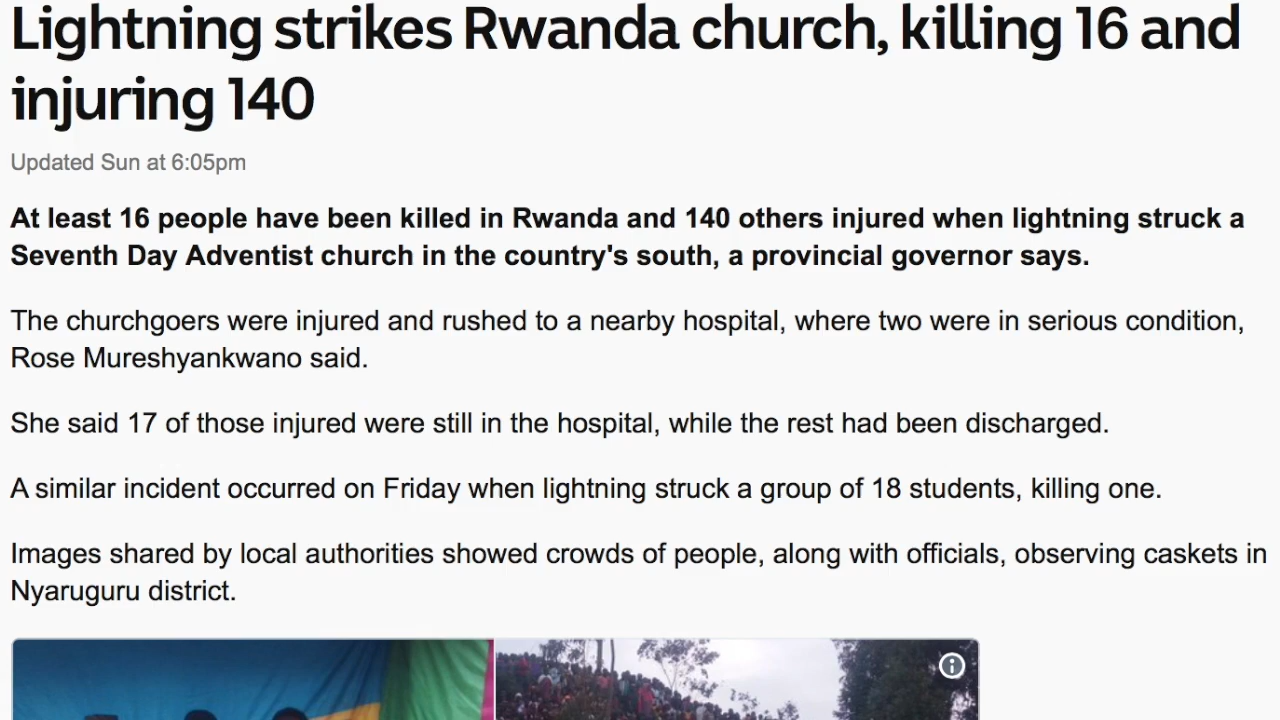 Lightning strikes Rwanda church, killing 16 and
injuring 140
Updated Sun at 6:05pm
At least 16 people have been killed in Rwanda and 140 others injured when lightning struck a
Seventh Day Adventist church in the country's south, a provincial governor says.
The churchgoers were injured and rushed to a nearby hospital, where two were in serious condition,
Rose Mureshyankwano said.
She said 17 of those injured were still in the hospital, while the rest had been discharged.
A similar incident occurred on Friday when lightning struck a group of 18 students, killing one.
Images shared by local authorities showed crowds of people, along with officials, observing caskets in
Nyaruguru district.